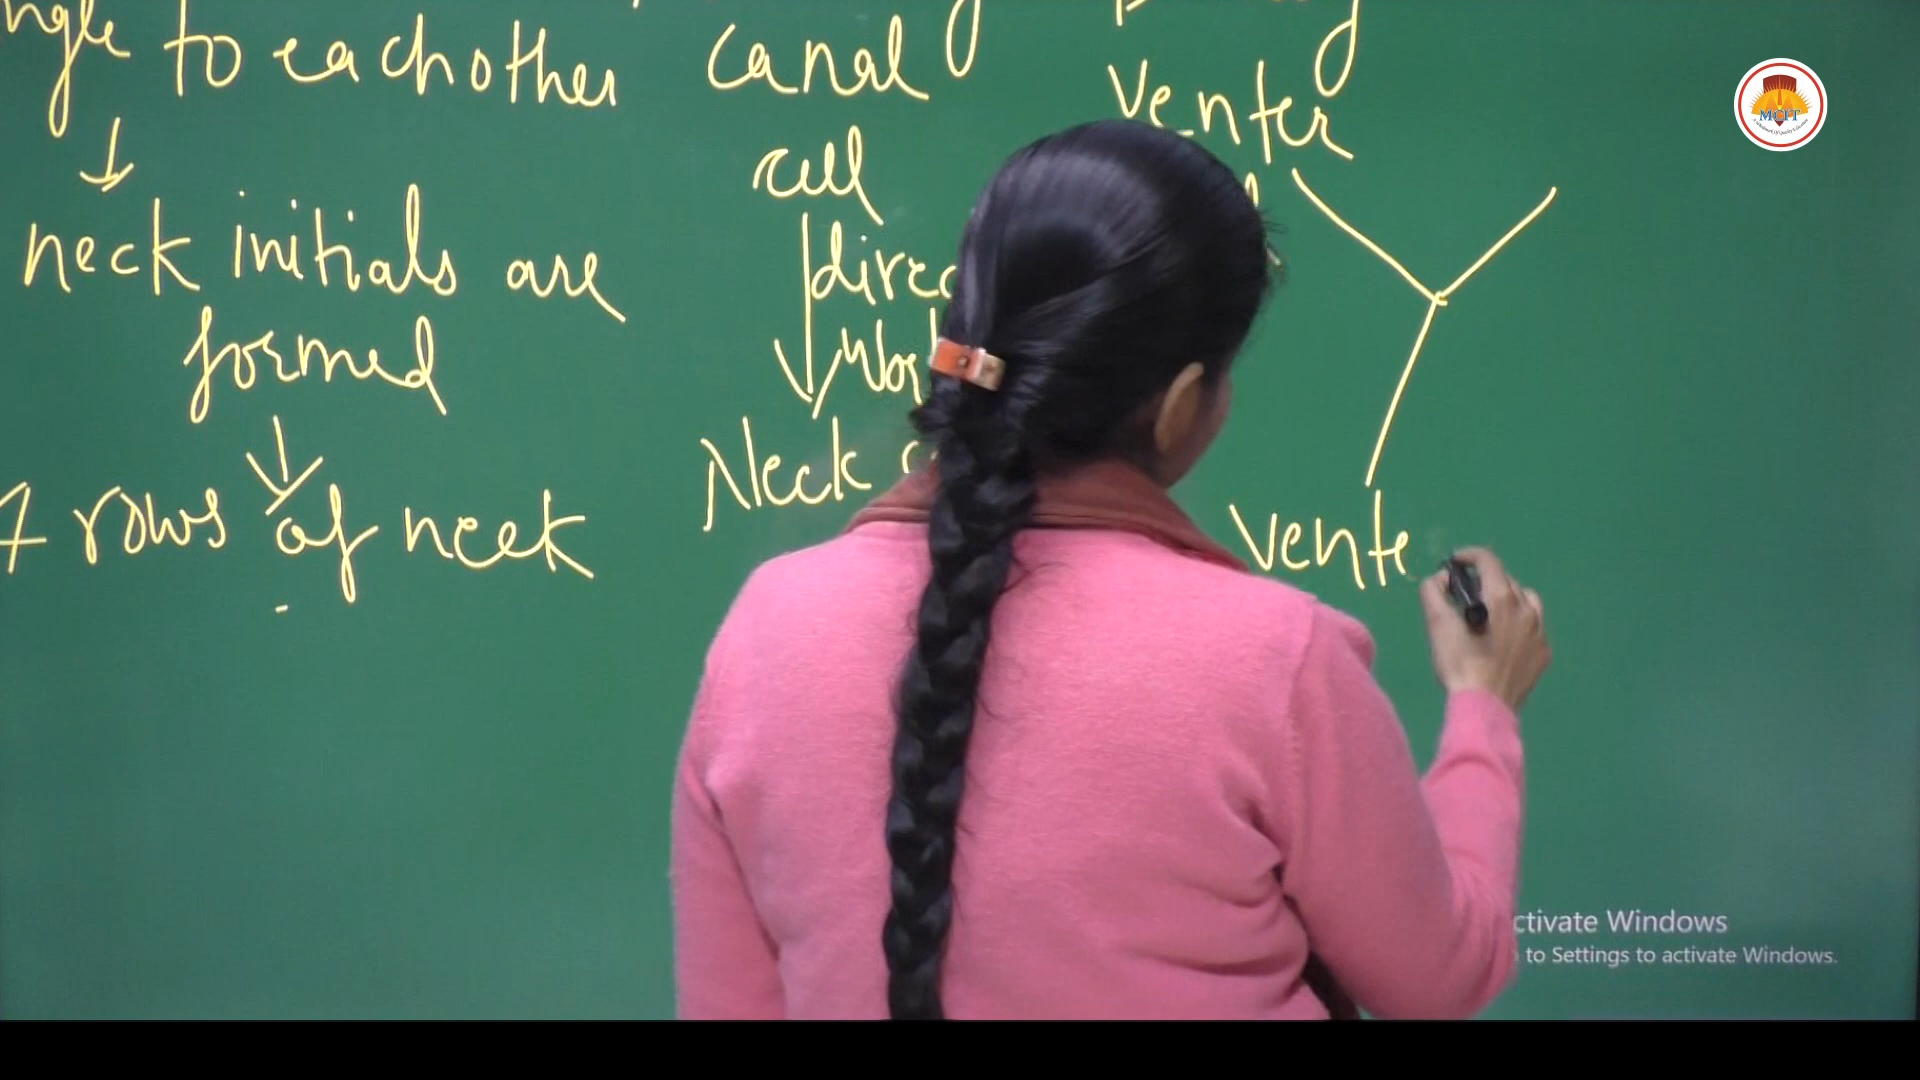 to eachother
neck initials are
formed
rows of neck
canal
cell
Neck
venter
vente
MCIT
ctivate Windows
to Settings to activate Windows.